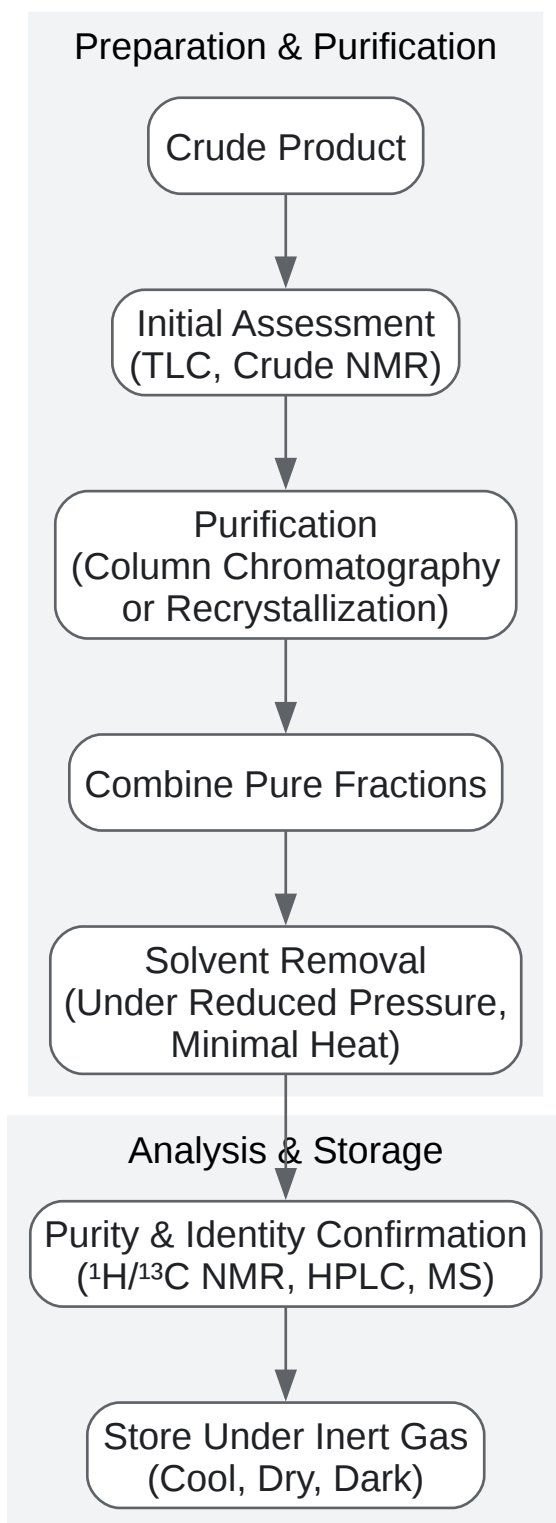 Preparation & Purification
Crude Product
Initial Assessment
(TLC, Crude NMR)
Purification
(Column Chromatography
or Recrystallization)
Combine Pure Fractions
Solvent Removal
(Under Reduced Pressure,
Minimal Heat)
Analysis & Storage
Purity & Identity Confirmation
(¹H/¹³C NMR, HPLC, MS)
Store Under Inert Gas
(Cool, Dry, Dark)